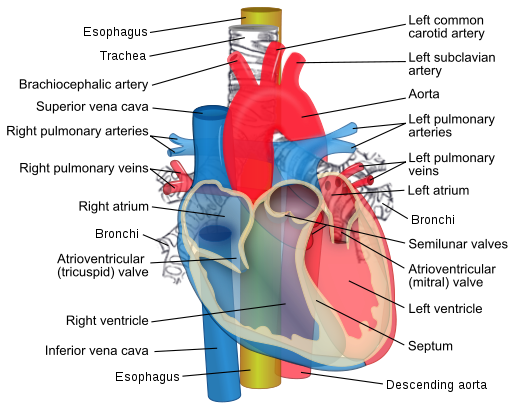 Esophagus
Trachea
Brachiocephalic artery
Superior vena cava
Right pulmonary arteries
Right pulmonary veins
Right atrium
Bronchi
Atrioventricular
(tricuspid) valve
Right ventricle
Inferior vena cava
Esophagus
Left common
carotid artery
Left subclavian
artery
Aorta
Left pulmonary
arteries
Left pulmonary
veins
Left atrium
Bronchi
Semilunar valves
Atrioventricular
(mitral) valve
Left ventricle
Septum
Descending aorta